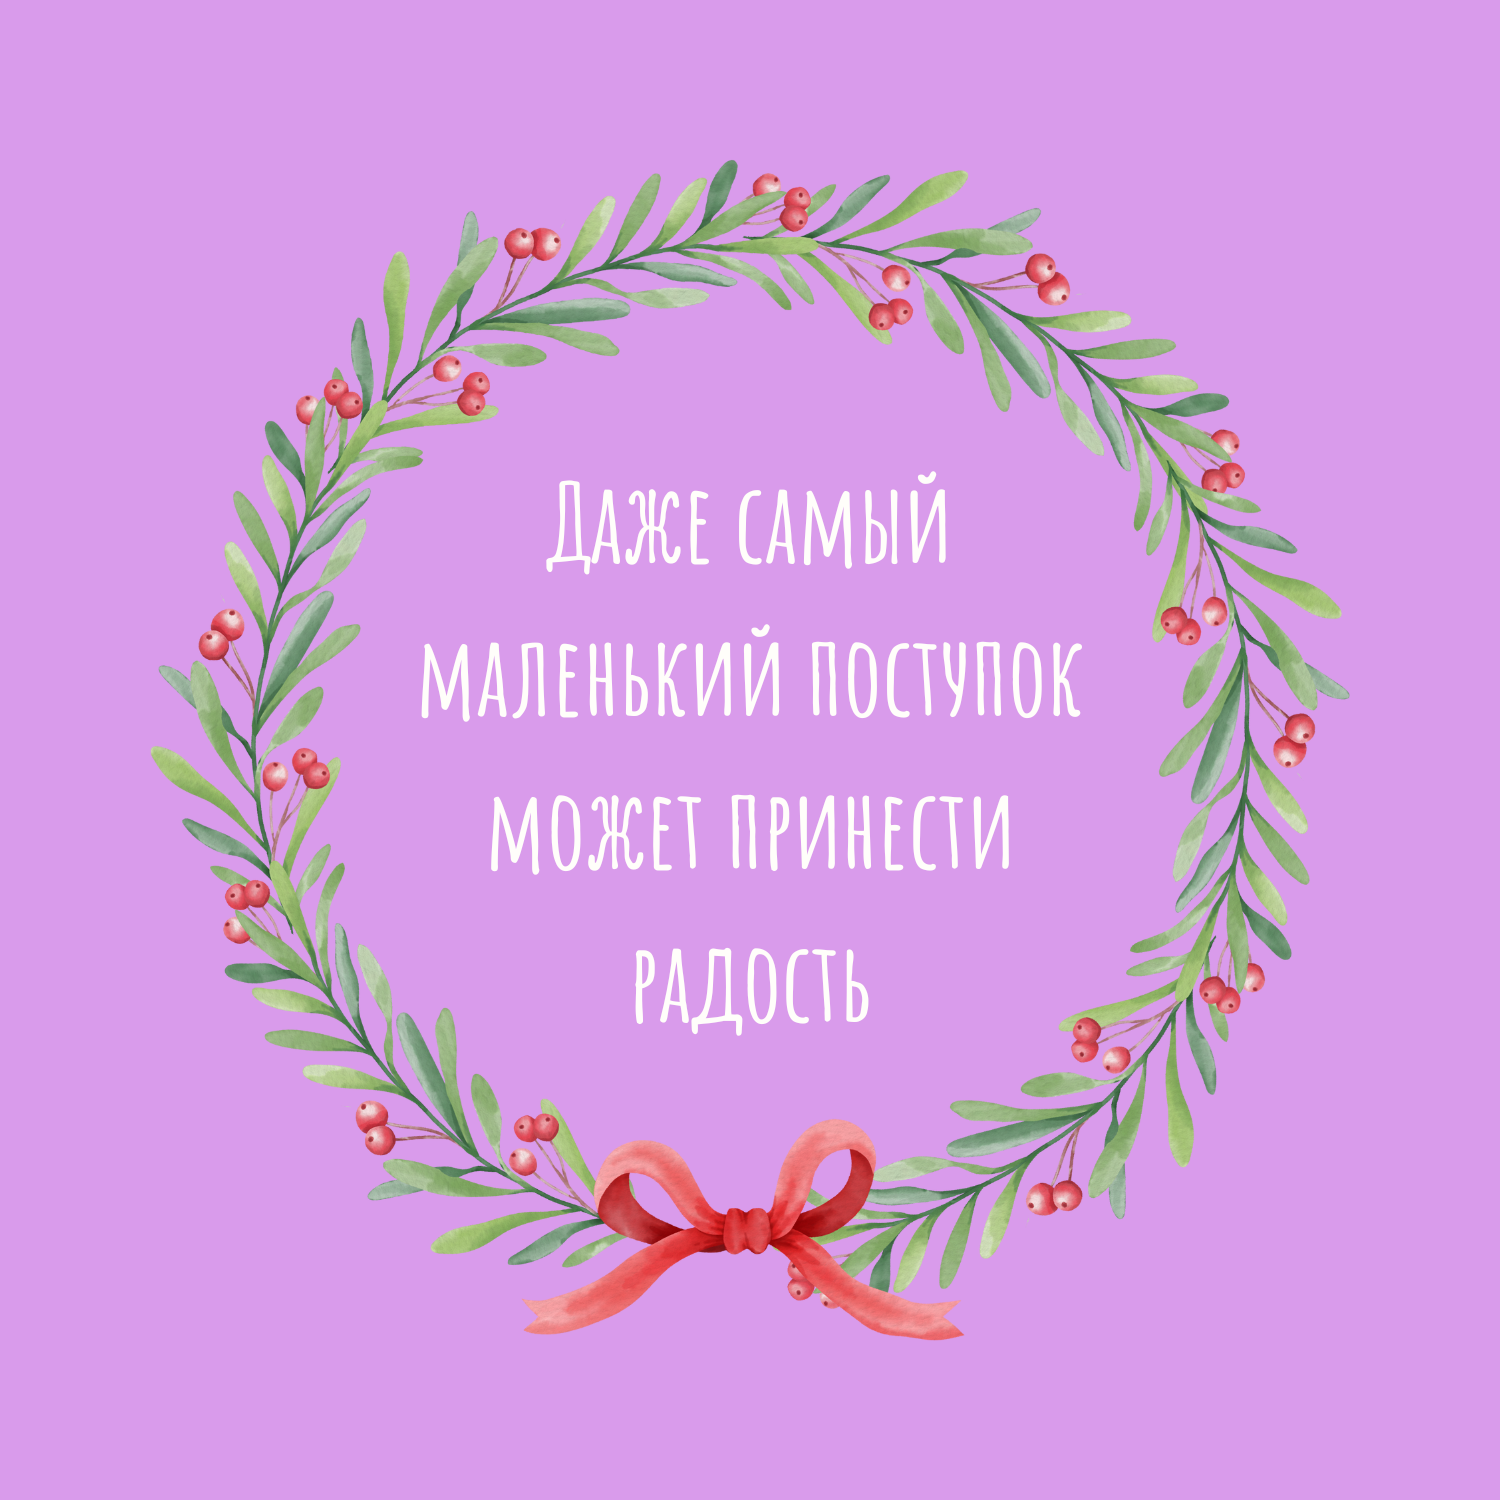 Даже самый
маленький поступок
может принести
радость